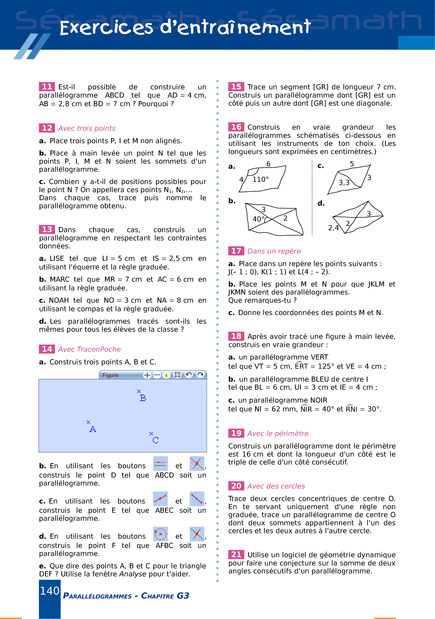 Exercices d'entraînement
11 Est-il possible de construire un
parallélogramme ABCD tel que AD = 4 cm,
AB = 2,8 cm et BD = 7 cm ? Pourquoi ?
12 Avec trois points
a. Place trois points P, I et M non alignés.
b. Place à main levée un point N tel que les
points P, I, M et N soient les sommets d'un
parallélogramme.
c. Combien y a-t-il de positions possibles pour
le point N ? On appellera ces points N₁, N₂,...
Dans chaque cas, trace puis nomme le
parallélogramme obtenu.
13 Dans chaque cas, construis un
parallélogramme en respectant les contraintes
données.
a. LISE tel que LI = 5 cm et IS = 2,5 cm en
utilisant l'équerre et la règle graduée.
b. MARC tel que MR = 7 cm et AC = 6 cm en
utilisant la règle graduée.
c. NOAH tel que NO = 3 cm et NA = 8 cm en
utilisant le compas et la règle graduée.
d. Les parallélogrammes tracés sont-ils les
mêmes pour tous les élèves de la classe ?
14 Avec TracenPoche
a. Construis trois points A, B et C.
Figure
B
A
C
b. En utilisant les boutons et ,
construis le point D tel que ABCD soit un
parallélogramme.
c. En utilisant les boutons et ,
construis le point E tel que ABEC soit un
parallélogramme.
d. En utilisant les boutons et ,
construis le point F tel que AFBC soit un
parallélogramme.
e. Que dire des points A, B et C pour le triangle
DEF ? Utilise la fenêtre Analyse pour t'aider.
15 Trace un segment [GR] de longueur 7 cm.
Construis un parallélogramme dont [GR] est un
côté puis un autre dont [GR] est une diagonale.
16 Construis en vraie grandeur les
parallélogrammes schématisés ci-dessous en
utilisant les instruments de ton choix. (Les
longueurs sont exprimées en centimètres.)
a. 6 4 110°
c. 5 3,3 3
b. 3 40° 2
d. 3 2 2,4
17 Dans un repère
a. Place dans un repère les points suivants :
J(– 1 ; 0), K(1 ; 1) et L(4 ; – 2).
b. Place les points M et N pour que JKLM et
JKMN soient des parallélogrammes.
Que remarques-tu ?
c. Donne les coordonnées des points M et N.
18 Après avoir tracé une figure à main levée,
construis en vraie grandeur :
a. un parallélogramme VERT
tel que VT = 5 cm, ERT = 125° et VE = 4 cm ;
b. un parallélogramme BLEU de centre I
tel que BL = 6 cm, UI = 3 cm et IE = 4 cm ;
c. un parallélogramme NOIR
tel que NI = 62 mm, NIR = 40° et RNI = 30°.
19 Avec le périmètre
Construis un parallélogramme dont le périmètre
est 16 cm et dont la longueur d'un côté est le
triple de celle d'un côté consécutif.
20 Avec des cercles
Trace deux cercles concentriques de centre O.
En te servant uniquement d'une règle non
graduée, trace un parallélogramme de centre O
dont deux sommets appartiennent à l'un des
cercles et les deux autres à l'autre cercle.
21 Utilise un logiciel de géométrie dynamique
pour faire une conjecture sur la somme de deux
angles consécutifs d'un parallélogramme.
140 PARALLÉLOGRAMMES - CHAPITRE G3